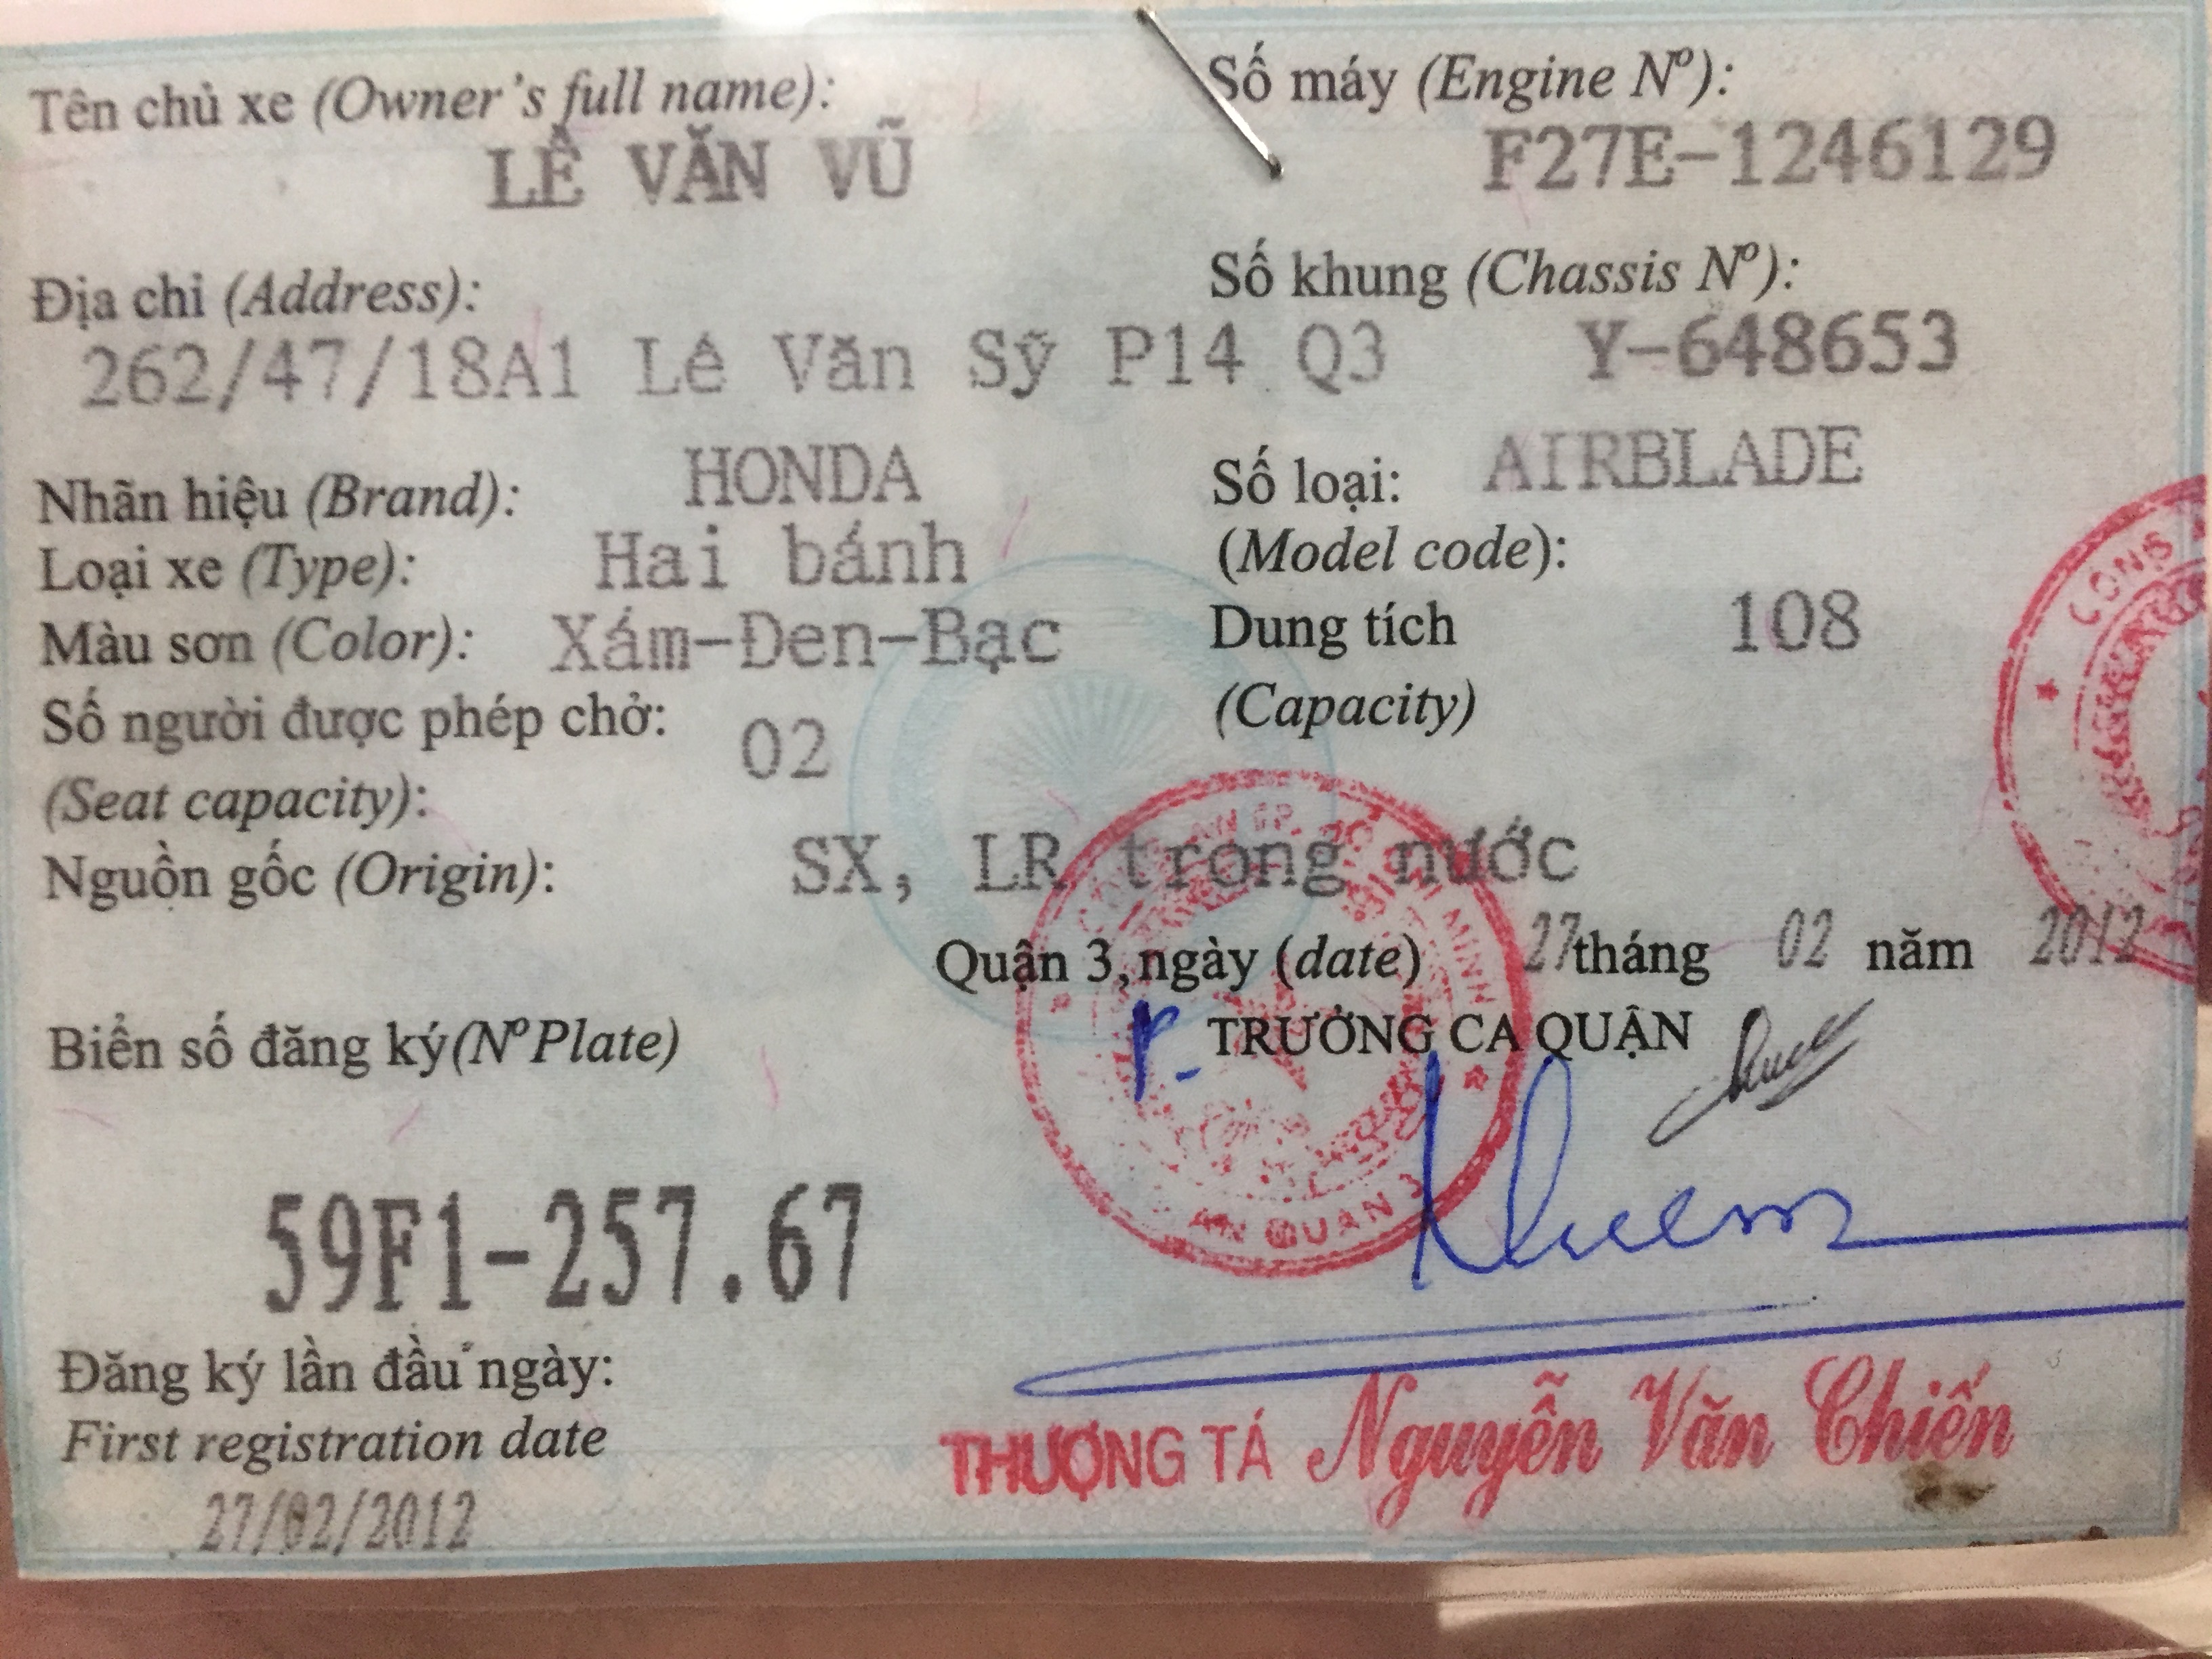 Tên chủ xe (Owner's full name):
LÊ VĂN VŨ
Địa chỉ (Address):
262/47/18A1 Lê Văn Sỹ P14 Q3
Nhãn hiệu (Brand): HONDA
Loại xe (Type): Hai bánh
Màu sơn (Color): Xám-Đen-Bạc
Số người được phép chở: 02
(Seat capacity):
Nguồn gốc (Origin): SX, LR trong nước
Số máy (Engine Nº):
F27E-1246129
Số khung (Chassis Nº):
Y-648653
Số loại: AIRBLADE
(Model code):
Dung tích 108
(Capacity)
Quận 3, ngày (date) 27 tháng 02 năm 2012
P. TRƯỞNG CA QUẬN
Biển số đăng ký (NºPlate)
59F1-257.67
Đăng ký lần đầu ngày:
First registration date
27/02/2012
THƯỢNG TÁ Nguyễn Văn Chiến